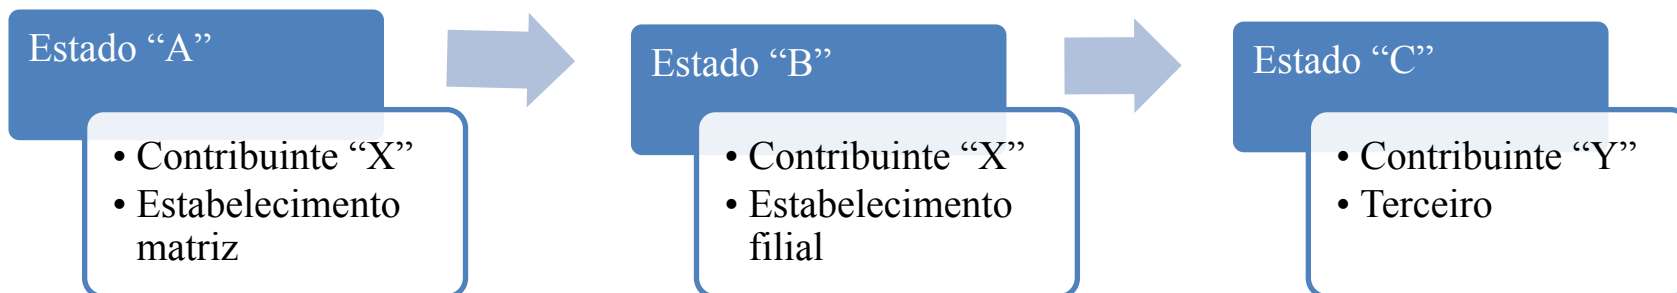 Estado “A”
• Contribuinte “X”
• Estabelecimento
matriz
Estado “B”
• Contribuinte “X”
• Estabelecimento
filial
Estado “C”
• Contribuinte “Y”
• Terceiro